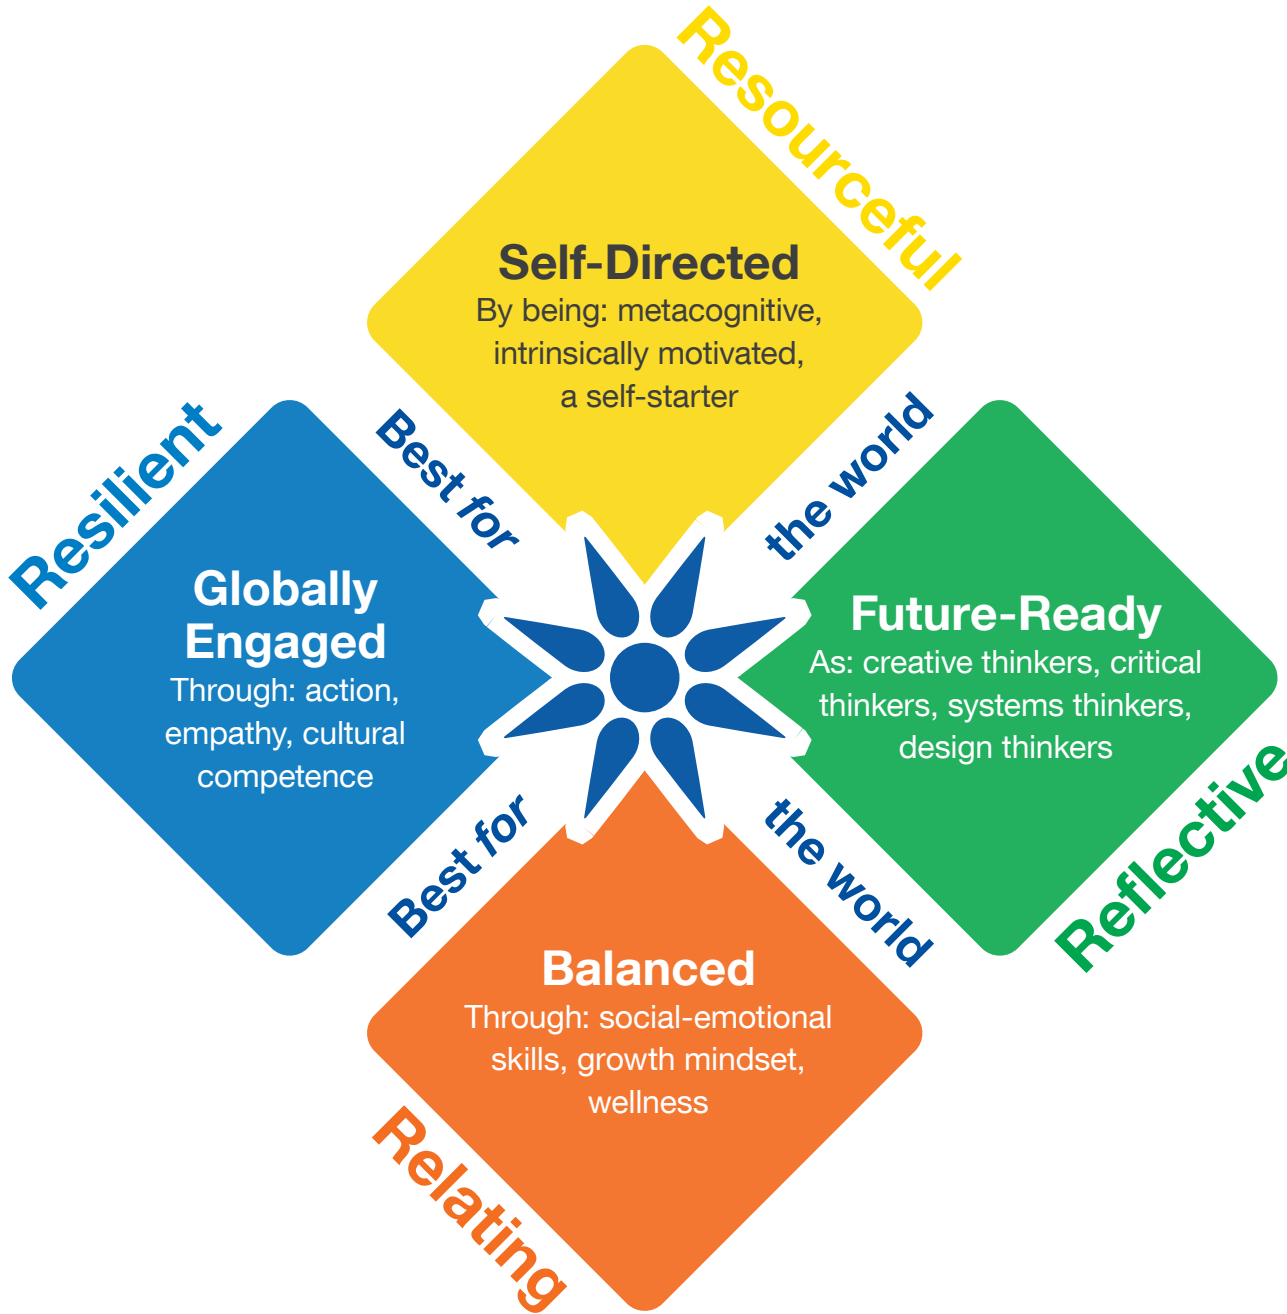 Resourceful
Self-Directed
By being: metacognitive,
intrinsically motivated,
a self-starter
Resilient
Best for
the world
Globally
Engaged
Through: action,
empathy, cultural
competence
Future-Ready
As: creative thinkers, critical
thinkers, systems thinkers,
design thinkers
Reflective
Best for
the world
Balanced
Through: social-emotional
skills, growth mindset,
wellness
Relating